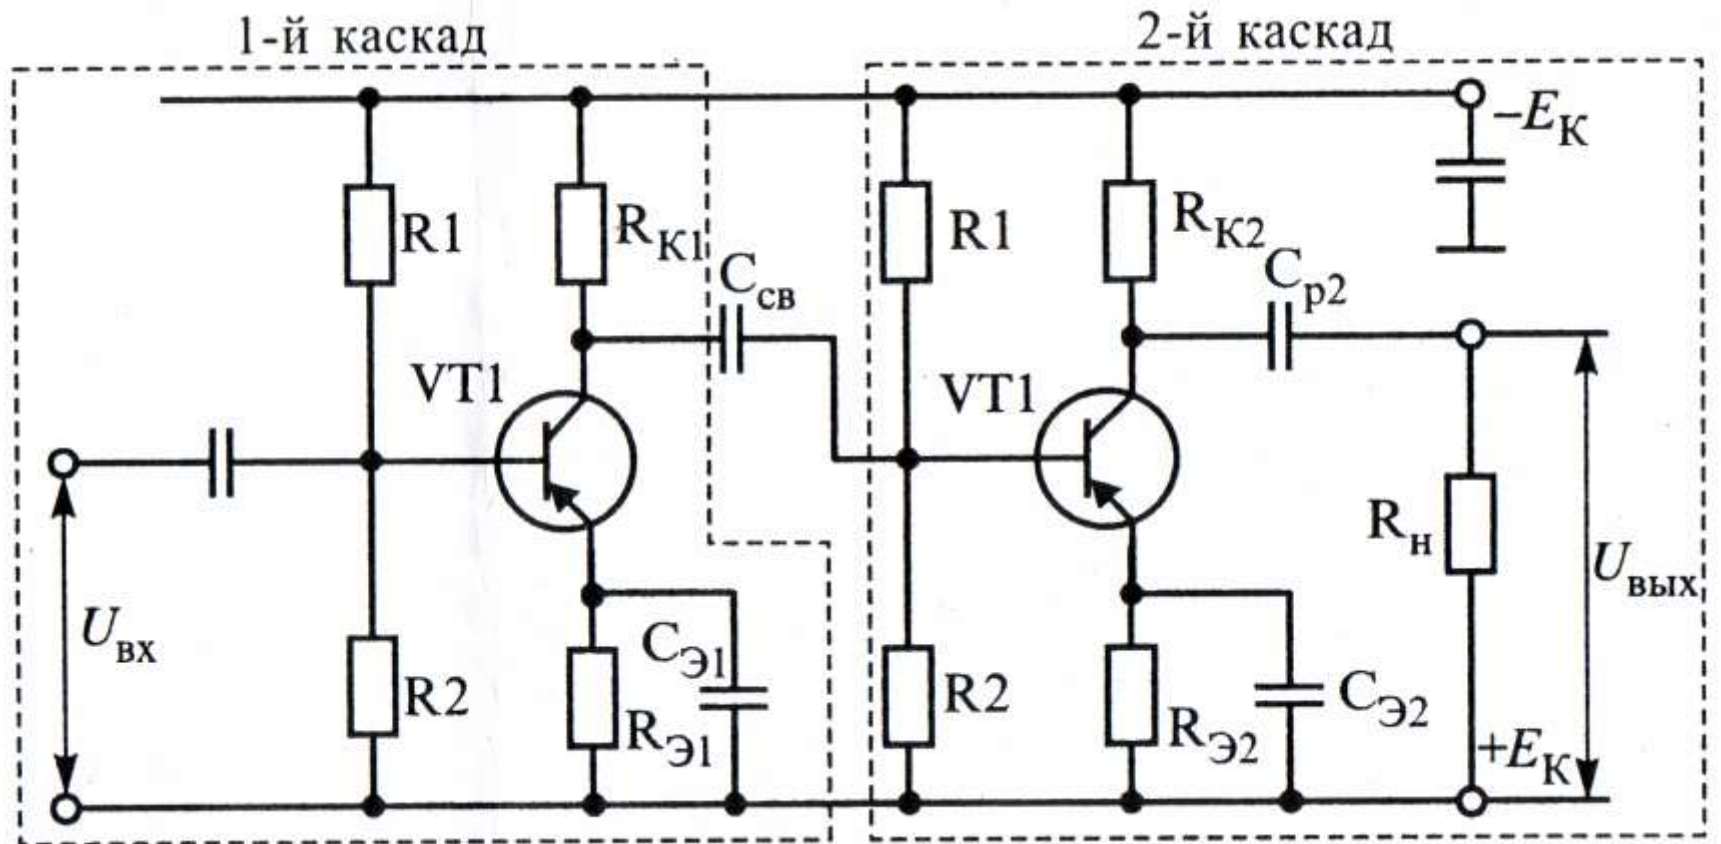 1-й каскад
2-й каскад
–E_К
R1
R_К1
C_св
R1
R_К2
C_р2
VT1
VT1
R_н
U_вых
U_вх
R2
C_Э1
R_Э1
R2
R_Э2
C_Э2
+E_К